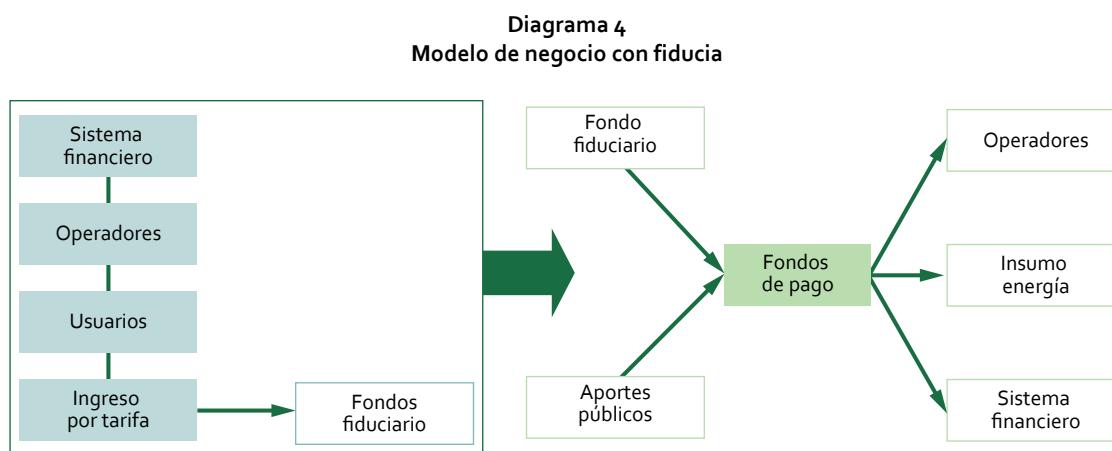 Diagrama 4
Modelo de negocio con fiducia
Sistema
financiero
Operadores
Usuarios
Ingreso
por tarifa
Fondos
fiduciario
Fondo
fiduciario
Aportes
públicos
Fondos
de pago
Operadores
Insumo
energía
Sistema
financiero